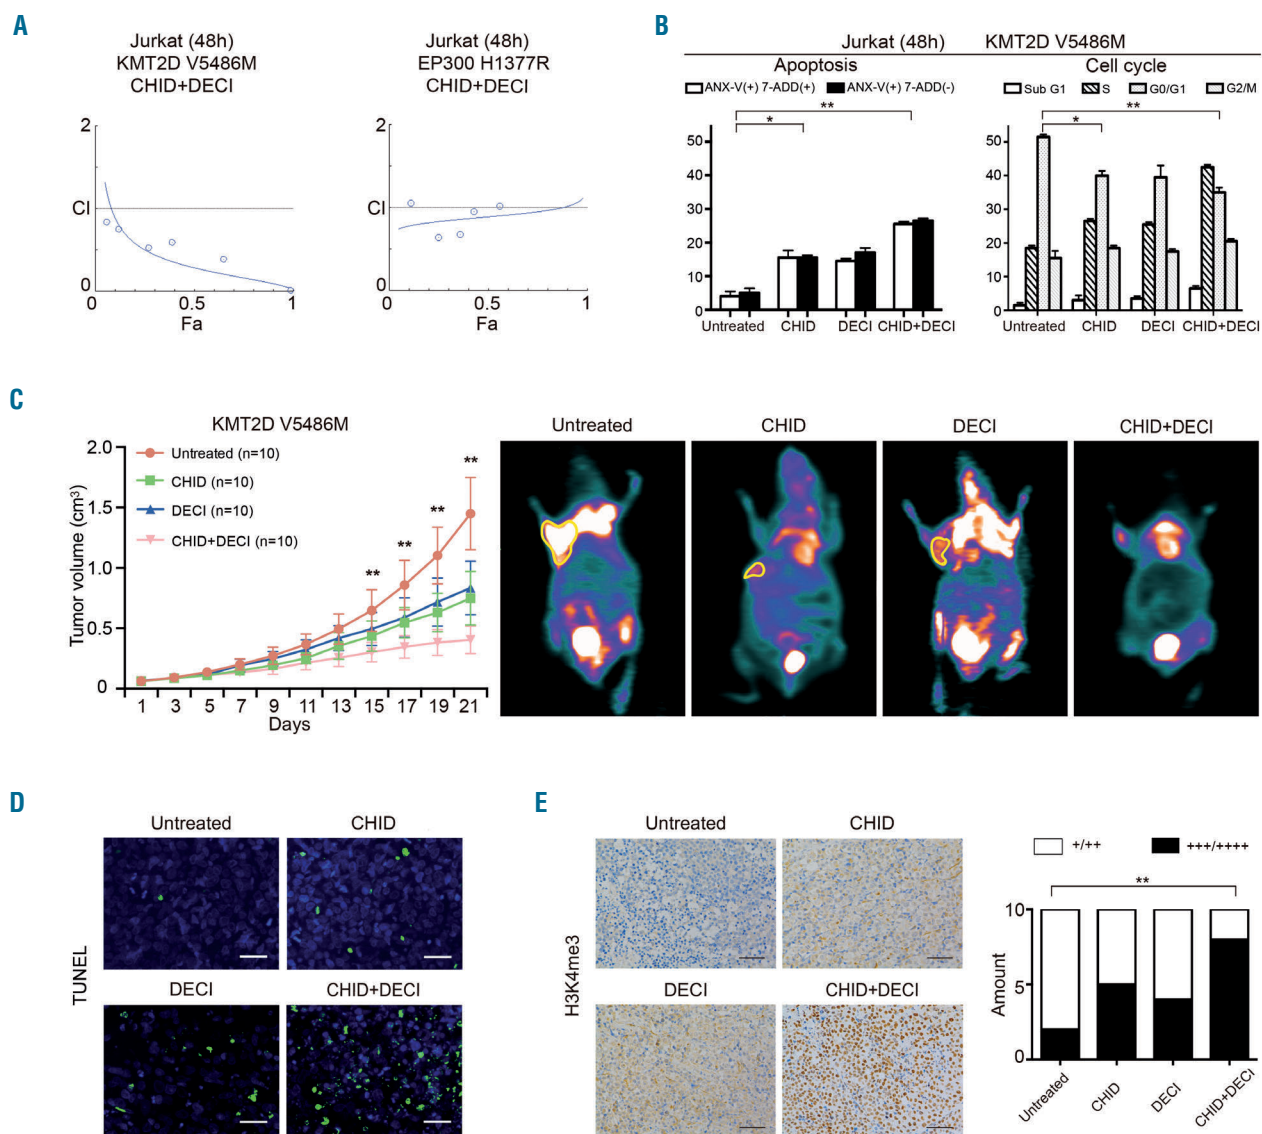 A
Jurkat (48h)
KMT2D V5486M
CHID+DECI
2
CI
0
0
0.5
1
Fa
Jurkat (48h)
EP300 H1377R
CHID+DECI
2
CI
0
0
0.5
1
Fa
B
Jurkat (48h) KMT2D V5486M
Apoptosis
ANX-V(+) 7-ADD(+) ANX-V(+) 7-ADD(-)
**
*
50
40
30
20
10
0
Untreated CHID DECI CHID+DECI
Cell cycle
Sub G1 S G0/G1 G2/M
**
*
50
40
30
20
10
0
Untreated CHID DECI CHID+DECI
C
KMT2D V5486M
Untreated (n=10)
CHID (n=10)
DECI (n=10)
CHID+DECI (n=10)
** ** ** **
Tumor volume (cm³)
2.0
1.5
1.0
0.5
0
1 3 5 7 9 11 13 15 17 19 21
Days
Untreated CHID DECI CHID+DECI
D
TUNEL
Untreated CHID
DECI CHID+DECI
E
H3K4me3
Untreated CHID
DECI CHID+DECI
+/++ +++/++++
**
Amount
10
5
0
Untreated CHID DECI CHID+DECI